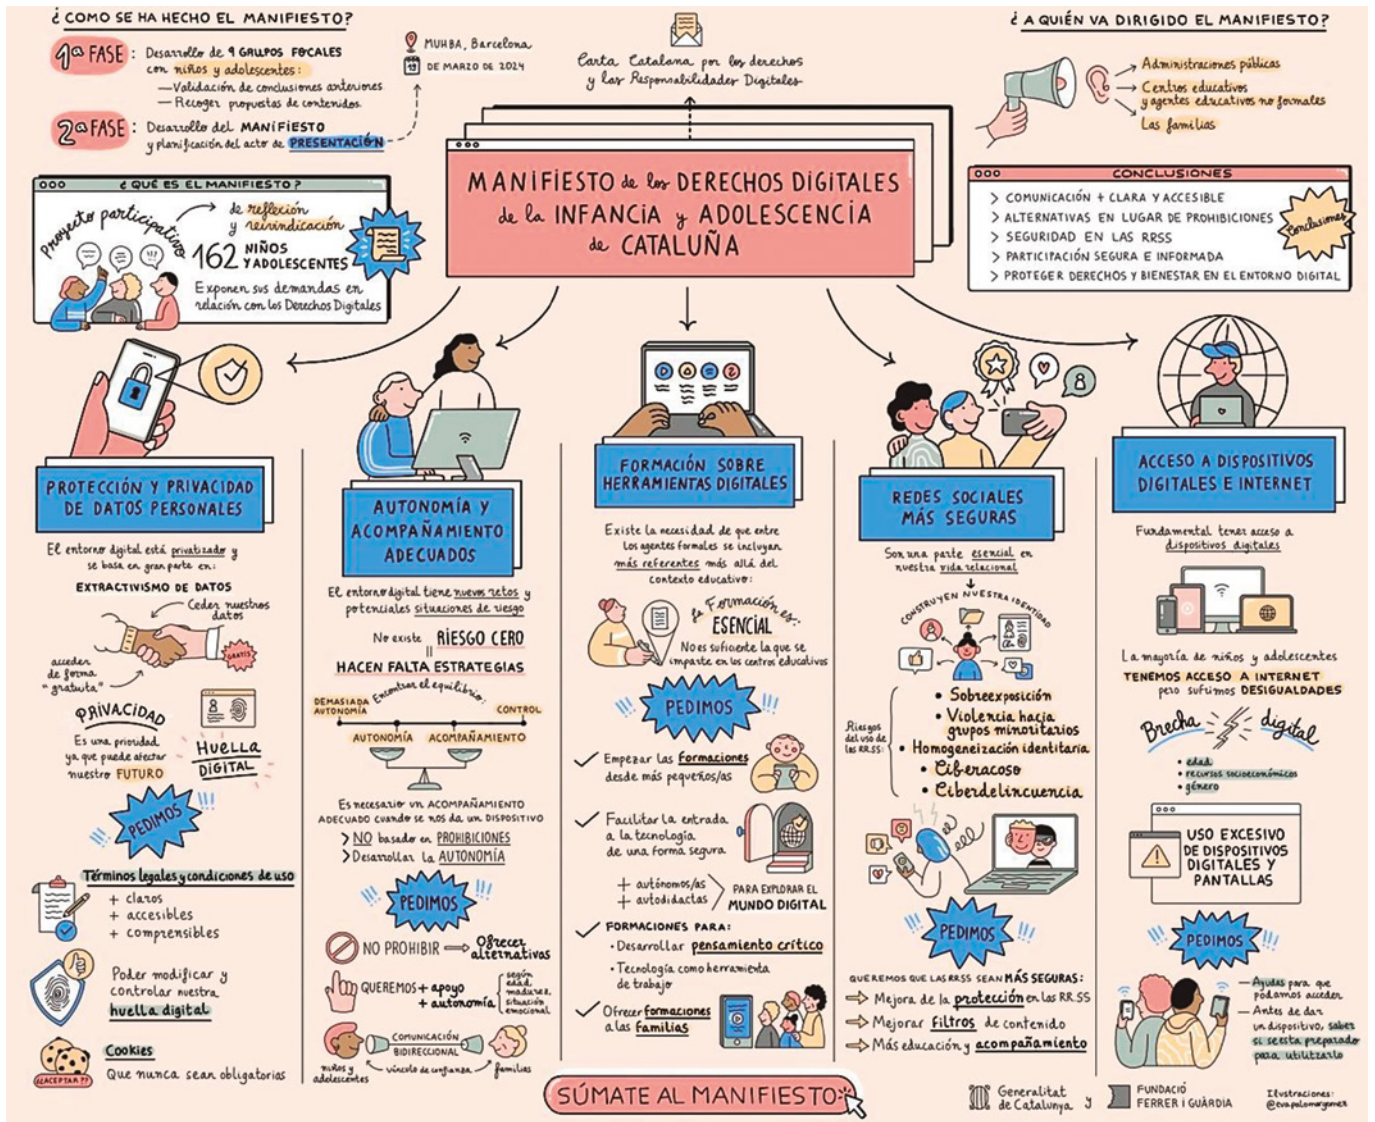 ¿COMO SE HA HECHO EL MANIFIESTO?
1ª FASE: Desarrollo de 9 GRUPOS FOCALES
con niños y adolescentes:
— Validación de conclusiones anteriores
— Recoger propuestas de contenidos.
2ª FASE: Desarrollo del MANIFIESTO
y planificación del acto de PRESENTACIÓN
MUHBA, Barcelona
19 DE MARZO DE 2024
Carta Catalana por los derechos
y las Responsabilidades Digitales
¿A QUIÉN VA DIRIGIDO EL MANIFIESTO?
Administraciones públicas
Centros educativos
y agentes educativos no formales
Las familias
¿QUÉ ES EL MANIFIESTO?
Proyecto participativo
de reflexión
y reivindicación
162 NIÑOS
Y ADOLESCENTES
Exponen sus demandas en
relación con los Derechos Digitales
MANIFIESTO de los DERECHOS DIGITALES
de la INFANCIA y ADOLESCENCIA
de CATALUÑA
CONCLUSIONES
> COMUNICACIÓN + CLARA Y ACCESIBLE
> ALTERNATIVAS EN LUGAR DE PROHIBICIONES
> SEGURIDAD EN LAS RRSS
> PARTICIPACIÓN SEGURA E INFORMADA
> PROTEGER DERECHOS Y BIENESTAR EN EL ENTORNO DIGITAL
Conclusiones
PROTECCIÓN Y PRIVACIDAD
DE DATOS PERSONALES
El entorno digital está privatizado y
se basa en gran parte en:
EXTRACTIVISMO DE DATOS
Ceder nuestros
datos
GRATIS
acceder
de forma
"gratuita"
PRIVACIDAD
Es una prioridad
ya que puede afectar
nuestro FUTURO
HUELLA
DIGITAL
PEDIMOS
Términos legales y condiciones de uso
+ claros
+ accesibles
+ comprensibles
Poder modificar y
controlar nuestra
huella digital
Cookies
Que nunca sean obligatorias
¿¿ACEPTAR??
AUTONOMÍA Y
ACOMPAÑAMIENTO
ADECUADOS
El entorno digital tiene nuevos retos y
potenciales situaciones de riesgo
No existe RIESGO CERO
=
HACEN FALTA ESTRATEGIAS
Encontrar el equilibrio:
DEMASIADA
AUTONOMÍA
CONTROL
AUTONOMÍA ACOMPAÑAMIENTO
Es necesario un ACOMPAÑAMIENTO
ADECUADO CUANDO SE NOS DA UN DISPOSITIVO
> NO basado en PROHIBICIONES
> Desarrollar la AUTONOMÍA
PEDIMOS
NO PROHIBIR ⇒ Ofrecer
alternativas
QUEREMOS + apoyo
+ autonomía
según
edad,
madurez,
situación
emocional
COMUNICACIÓN
BIDIRECCIONAL
niños y
adolescentes
vínculo de confianza
familias
FORMACIÓN SOBRE
HERRAMIENTAS DIGITALES
Existe la necesidad de que entre
los agentes formales se incluyan
más referentes más allá del
contexto educativo:
La Formación es:
ESENCIAL
No es suficiente la que se
imparte en los centros educativos
PEDIMOS
Empezar las Formaciones
desde más pequeños/as
Facilitar la entrada
a la tecnología
de una forma segura
+ autónomos/as
+ autodidactas
PARA EXPLORAR EL
MUNDO DIGITAL
FORMACIONES PARA:
· Desarrollar pensamiento crítico
· Tecnología como herramienta
de trabajo
Ofrecer formaciones
a las familias
REDES SOCIALES
MÁS SEGURAS
Son una parte esencial en
nuestra vida relacional
CONSTRUYEN NUESTRA IDENTIDAD
Riesgos
del uso de
las RR.SS:
• Sobreexposición
• Violencia hacia
grupos minoritarios
• Homogeneización identitaria
• Ciberacoso
• Ciberdelincuencia
PEDIMOS
QUEREMOS QUE LAS RRSS SEAN MÁS SEGURAS:
⇒ Mejora de la protección en las RR.SS
⇒ Mejorar filtros de contenido
⇒ Más educación y acompañamiento
ACCESO A DISPOSITIVOS
DIGITALES E INTERNET
Fundamental tener acceso a
dispositivos digitales
La mayoría de niños y adolescentes
TENEMOS ACCESO A INTERNET
pero sufrimos DESIGUALDADES
Brecha digital
• edad
• recursos socioeconómicos
• género
USO EXCESIVO
DE DISPOSITIVOS
DIGITALES Y
PANTALLAS
PEDIMOS
— Ayudas para que
podamos acceder
— Antes de dar
un dispositivo, saber
si se está preparado
para utilizarlo
SÚMATE AL MANIFIESTO
Generalitat
de Catalunya
y
FUNDACIÓ
FERRER i GUÀRDIA
Ilustraciones:
@evapalomargomez